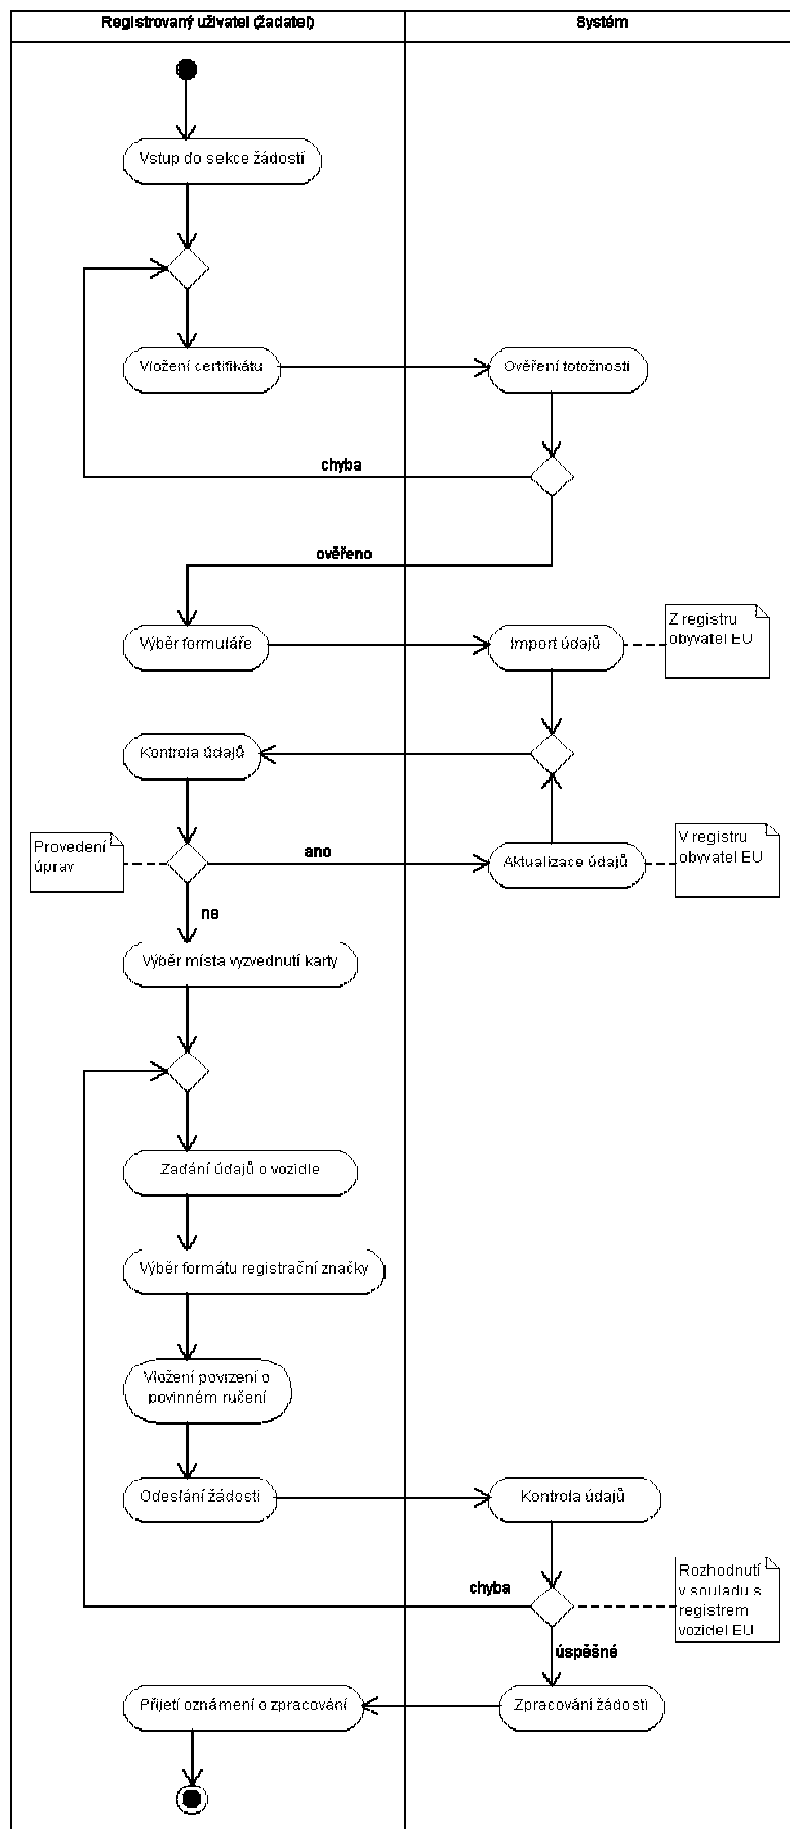 Registrovaný uživatel (žadatel)
Systém
Vstup do sekce žádostí
Vložení certifikátu
Ověření totožnosti
chyba
ověřeno
Výběr formuláře
Import údajů
Z registru
obyvatel EU
Kontrola údajů
Provedení
úprav
ano
Aktualizace údajů
V registru
obyvatel EU
ne
Výběr místa vyzvednutí karty
Zadání údajů o vozidle
Výběr formátu registrační značky
Vložení povrzení o
povinném ručení
Odeslání žádosti
Kontrola údajů
chyba
Rozhodnutí
v souladu s
registrem
vozidel EU
úspěšné
Přijetí oznámení o zpracování
Zpracování žádosti